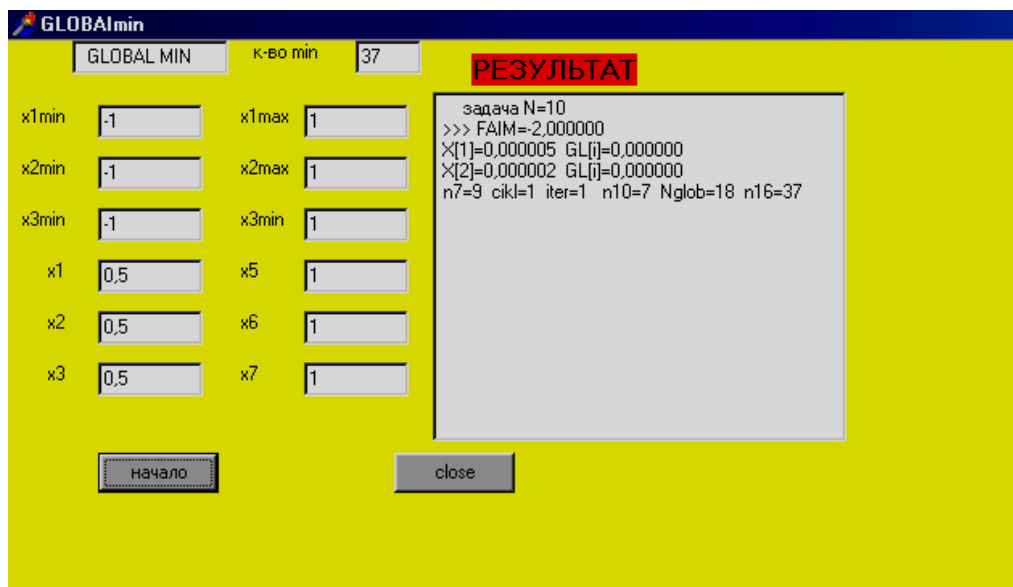 GLOBAlmin
GLOBAL MIN к-во min 37
РЕЗУЛЬТАТ
x1min -1 x1max 1
x2min -1 x2max 1
x3min -1 x3min 1
x1 0,5 x5 1
x2 0,5 x6 1
x3 0,5 x7 1
задача N=10
>>> FAIM=-2,000000
X[1]=0,000005 GL[i]=0,000000
X[2]=0,000002 GL[i]=0,000000
n7=9 cikl=1 iter=1 n10=7 Nglob=18 n16=37
начало close